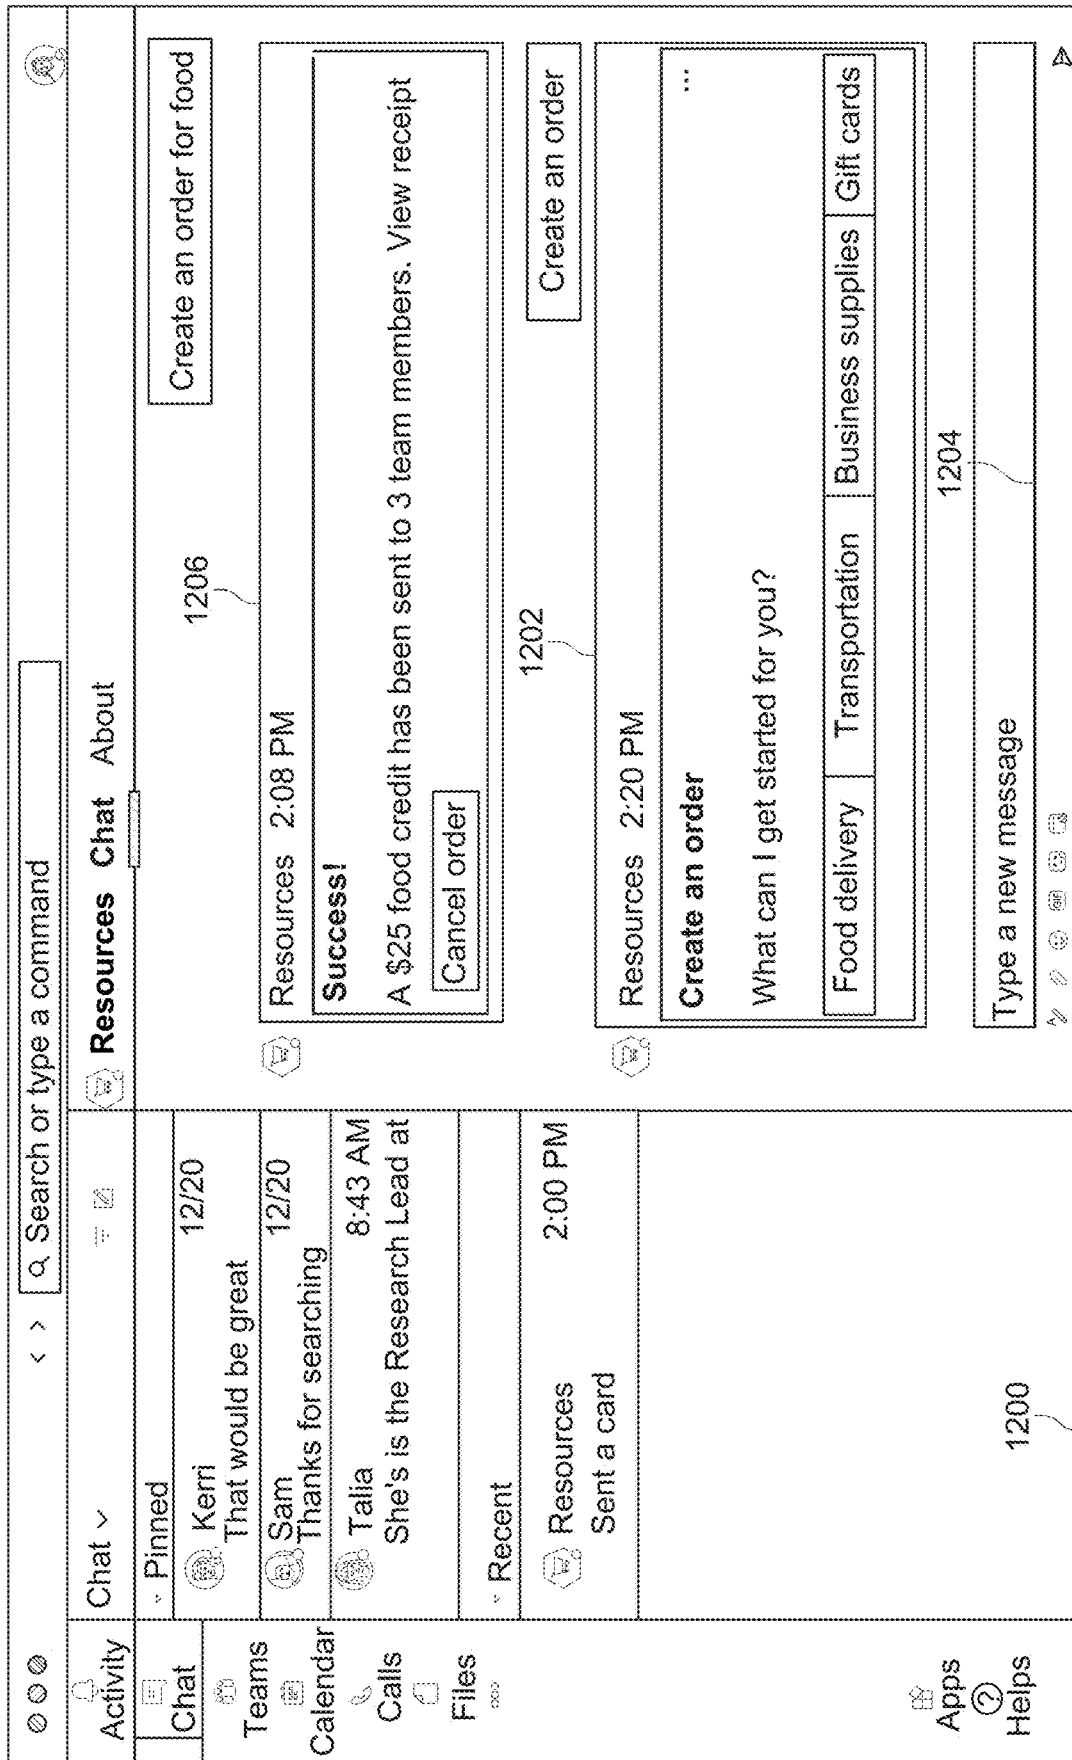 < > Search or type a command
Activity
Chat
Teams
Calendar
Calls
Files
Apps
Helps
Chat
Pinned
Kerri 12/20
That would be great
Sam 12/20
Thanks for searching
Talia 8:43 AM
She's is the Research Lead at
Recent
Resources 2:00 PM
Sent a card
1200
Resources Chat About
Create an order for food
1206
Resources 2:08 PM
Success!
A $25 food credit has been sent to 3 team members. View receipt
Cancel order
Create an order
1202
Resources 2:20 PM
Create an order ...
What can I get started for you?
Food delivery Transportation Business supplies Gift cards
1204
Type a new message
GIF